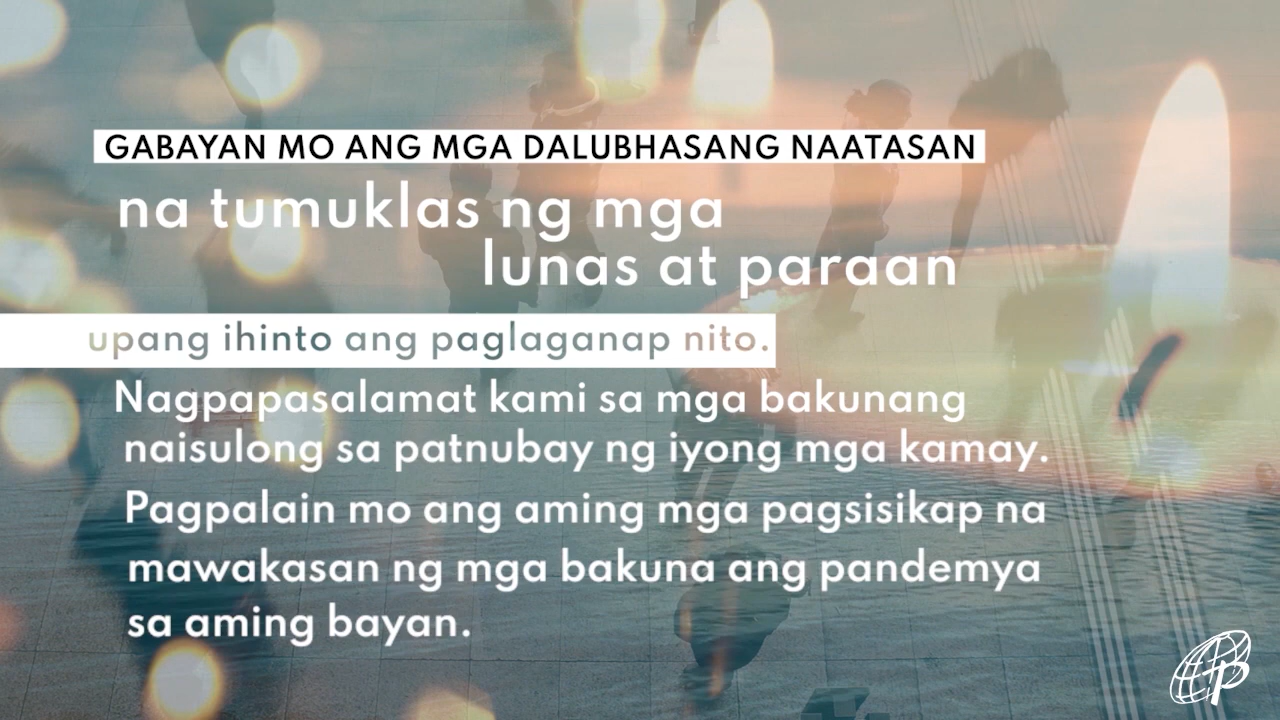 GABAYAN MO ANG MGA DALUBHASANG NAATASAN
na tumuklas ng mga
lunas at paraan
upang ihinto ang paglaganap nito.
Nagpapasalamat kami sa mga bakunang
naisulong sa patnubay ng iyong mga kamay.
Pagpalain mo ang aming mga pagsisikap na
mawakasan ng mga bakuna ang pandemya
sa aming bayan.